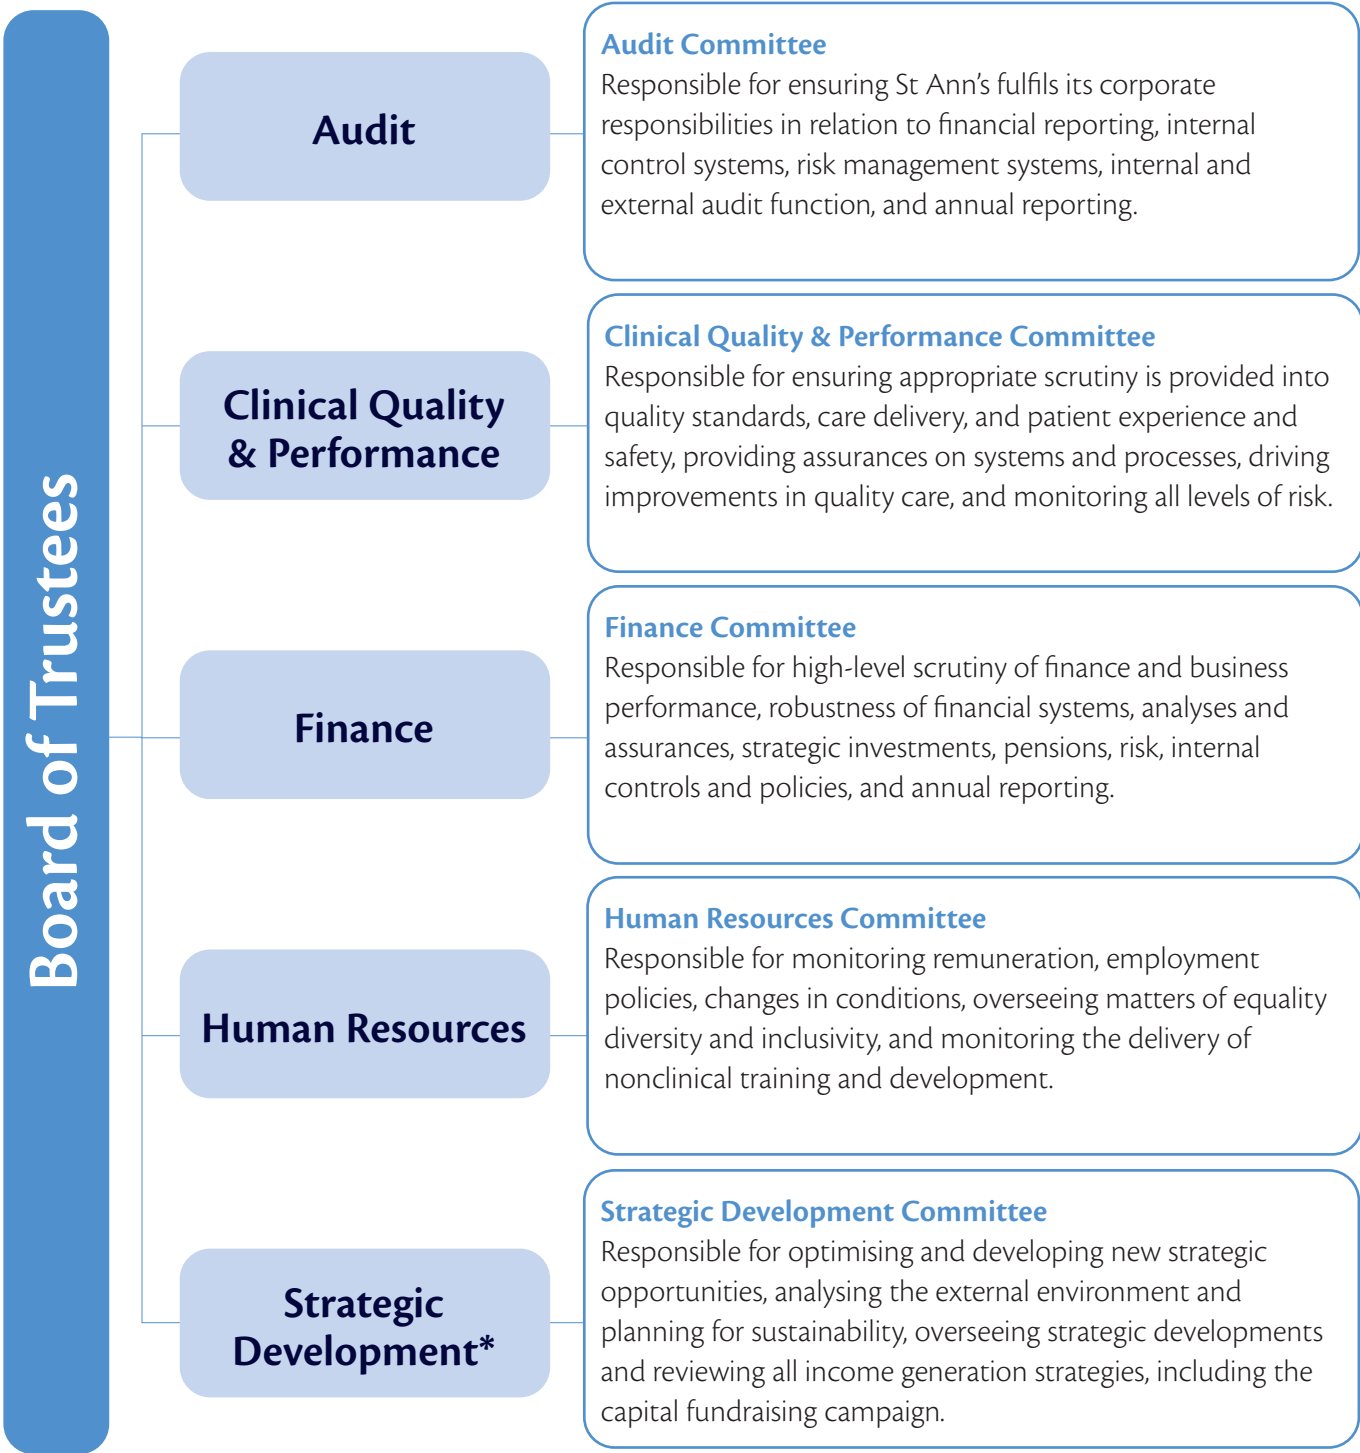 Board of Trustees
Audit
Audit Committee
Responsible for ensuring St Ann’s fulfils its corporate
responsibilities in relation to financial reporting, internal
control systems, risk management systems, internal and
external audit function, and annual reporting.
Clinical Quality
& Performance
Clinical Quality & Performance Committee
Responsible for ensuring appropriate scrutiny is provided into
quality standards, care delivery, and patient experience and
safety, providing assurances on systems and processes, driving
improvements in quality care, and monitoring all levels of risk.
Finance
Finance Committee
Responsible for high-level scrutiny of finance and business
performance, robustness of financial systems, analyses and
assurances, strategic investments, pensions, risk, internal
controls and policies, and annual reporting.
Human Resources
Human Resources Committee
Responsible for monitoring remuneration, employment
policies, changes in conditions, overseeing matters of equality
diversity and inclusivity, and monitoring the delivery of
nonclinical training and development.
Strategic
Development*
Strategic Development Committee
Responsible for optimising and developing new strategic
opportunities, analysing the external environment and
planning for sustainability, overseeing strategic developments
and reviewing all income generation strategies, including the
capital fundraising campaign.